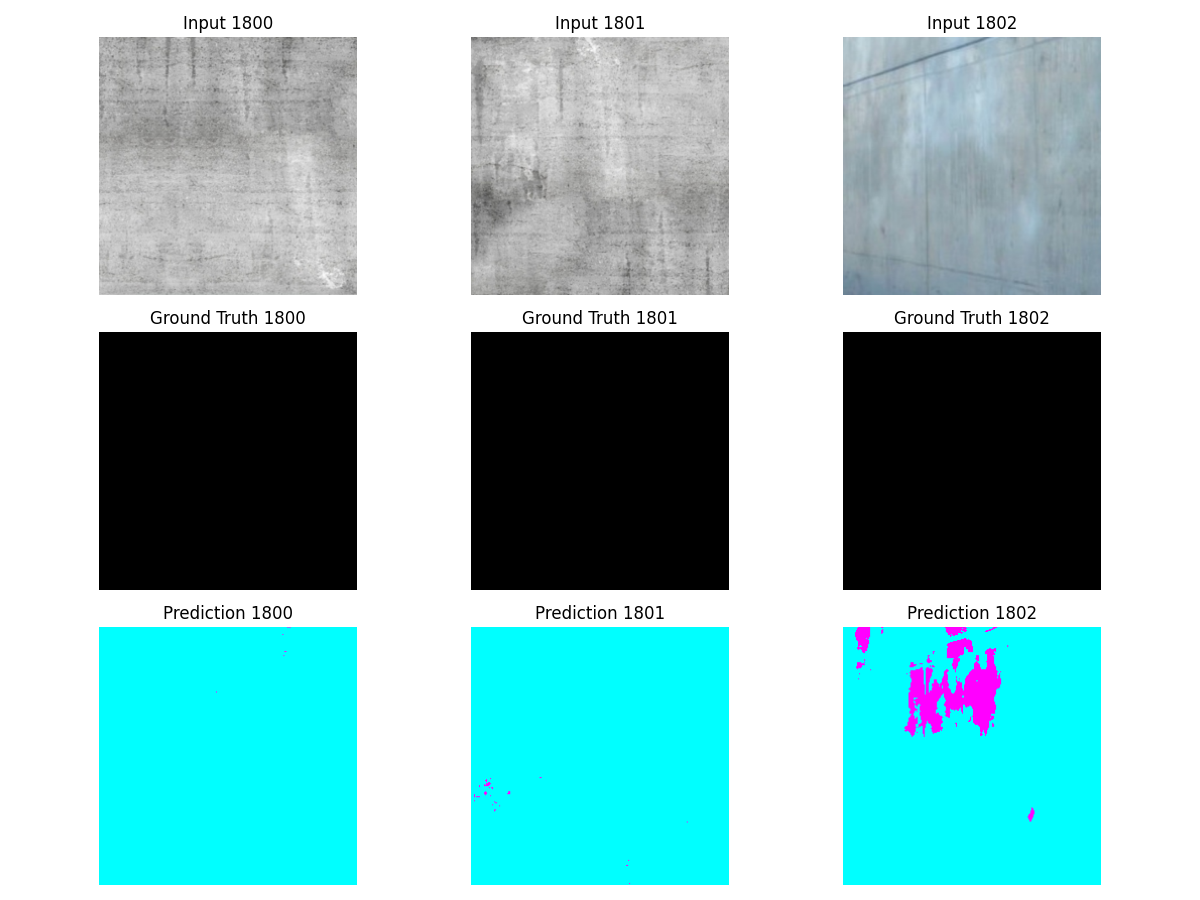 Input 1800
Input 1801
Input 1802
Ground Truth 1800
Ground Truth 1801
Ground Truth 1802
Prediction 1800
Prediction 1801
Prediction 1802